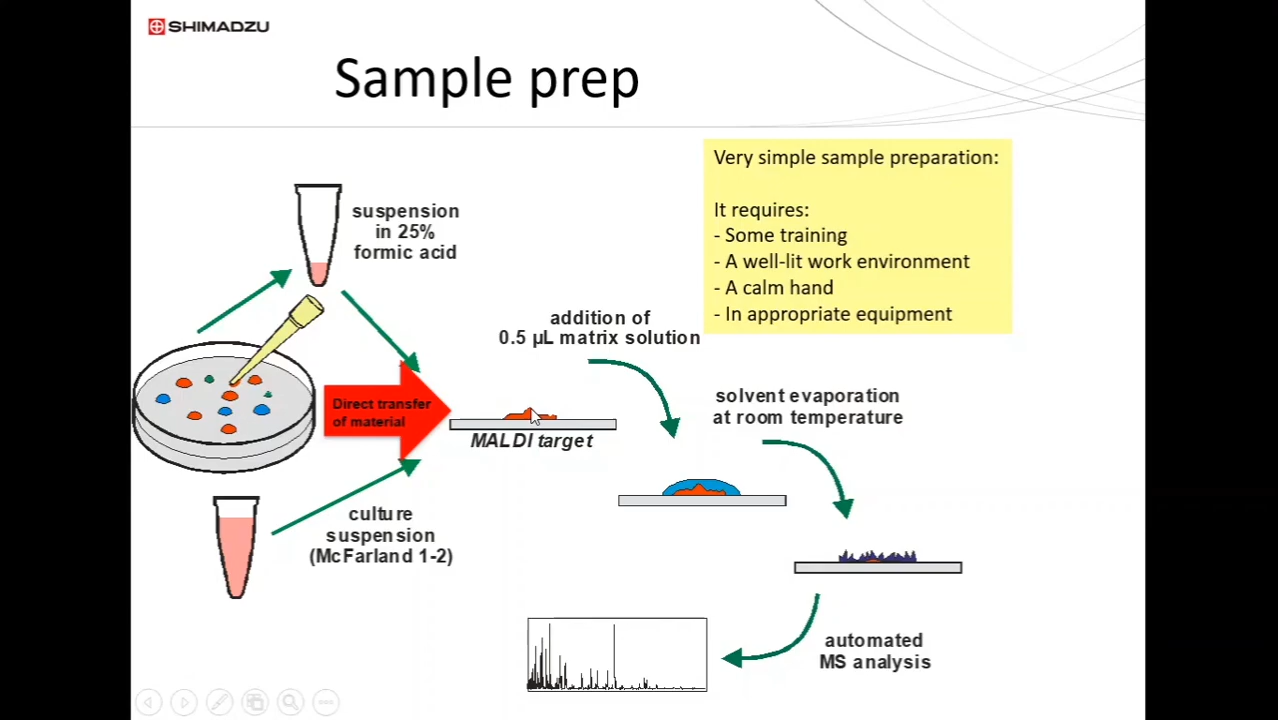 SHIMADZU
Sample prep
Very simple sample preparation:
It requires:
- Some training
- A well-lit work environment
- A calm hand
- In appropriate equipment
suspension
in 25%
formic acid
addition of
0.5 µL matrix solution
solvent evaporation
at room temperature
Direct transfer
of material
MALDI target
culture
suspension
(McFarland 1-2)
automated
MS analysis